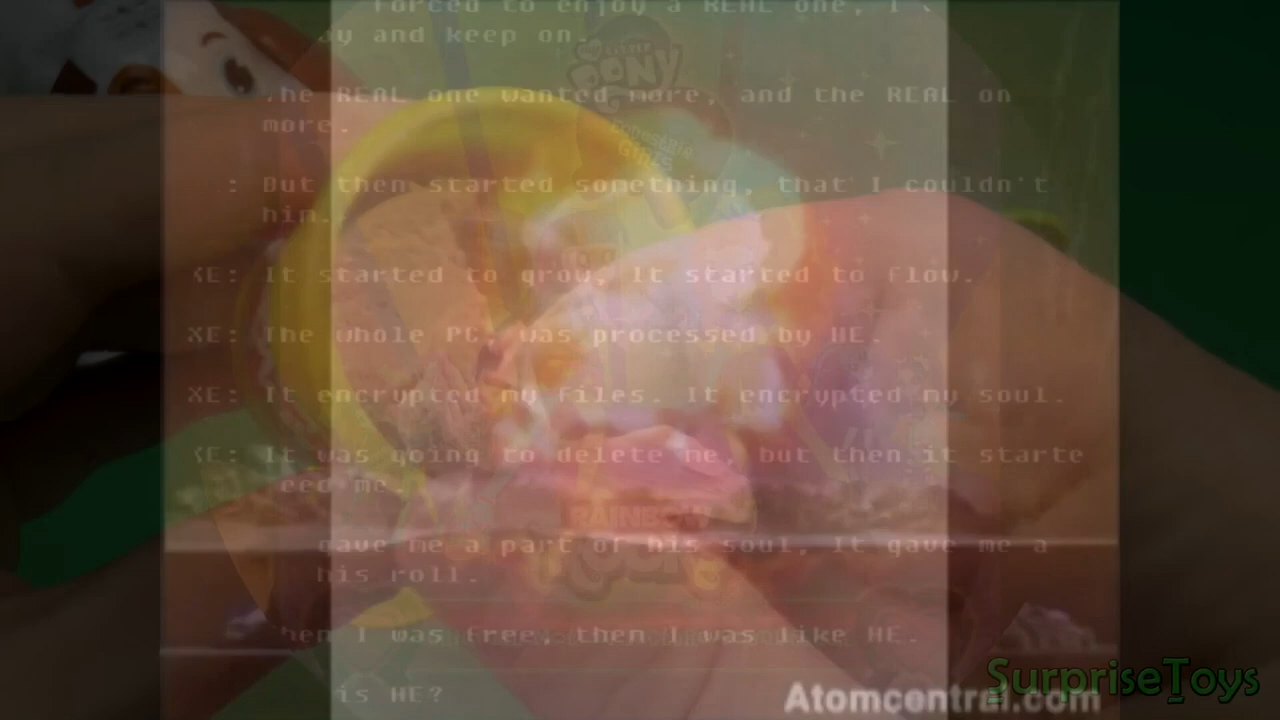 forced to enjoy a REAL one, I
and keep on.
MY LITTLE
PONY
he REAL one wanted more, and the REAL on
more.
: But then started something, that I couldn't
him.
XE: It started to grow, It started to flow.
XE: The whole PC, was processed by HE.
XE: It encrypted my files. It encrypted my soul.
XE: It was going to delete me, but then it starte
eed me.
RAINBOW
gave me a part of his soul, It gave me a
his roll.
hen I was free, then I was like HE.
is HE?
SurpriseToys
Atomcentral.com